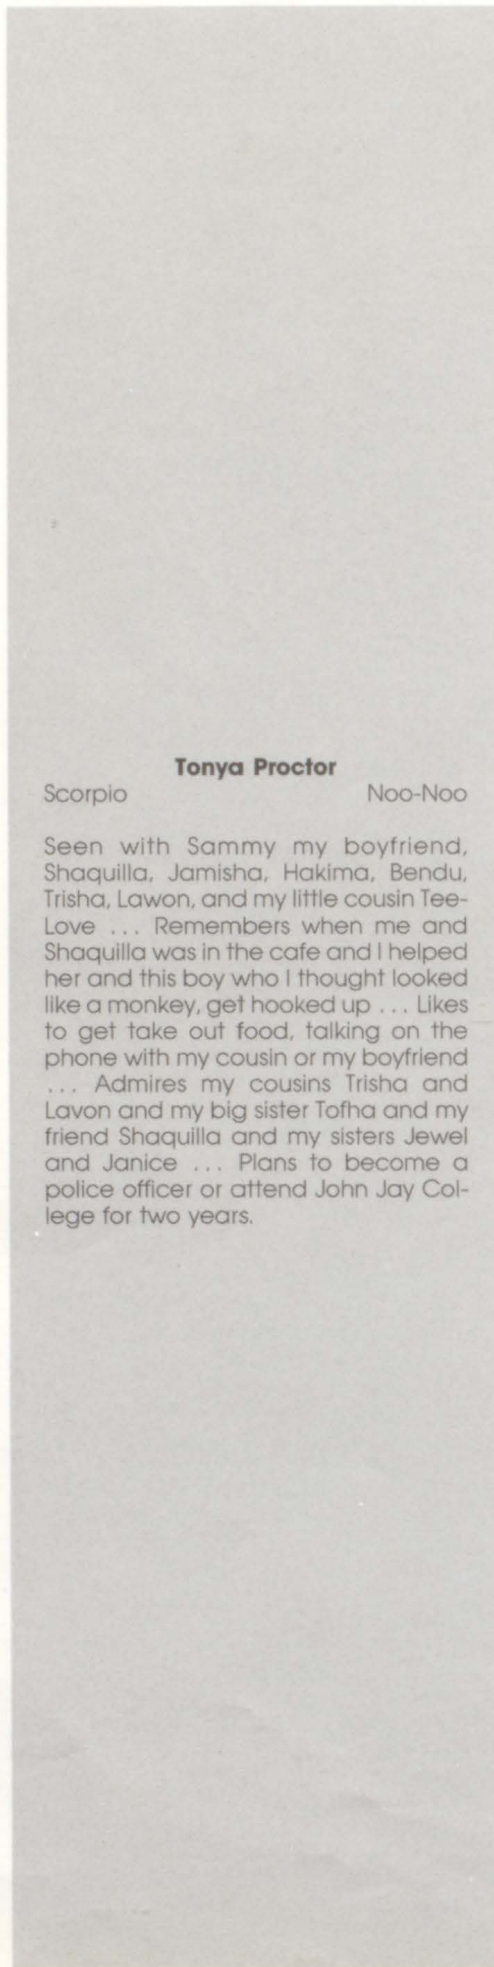 Tonya Proctor
Scorpio Noo-Noo
Seen with Sammy my boyfriend,
Shaquilla, Jamisha, Hakima, Bendu,
Trisha, Lawon, and my little cousin Tee-
Love ... Remembers when me and
Shaquilla was in the cafe and I helped
her and this boy who I thought looked
like a monkey, get hooked up ... Likes
to get take out food, talking on the
phone with my cousin or my boyfriend
... Admires my cousins Trisha and
Lavon and my big sister Tofha and my
friend Shaquilla and my sisters Jewel
and Janice ... Plans to become a
police officer or attend John Jay Col-
lege for two years.